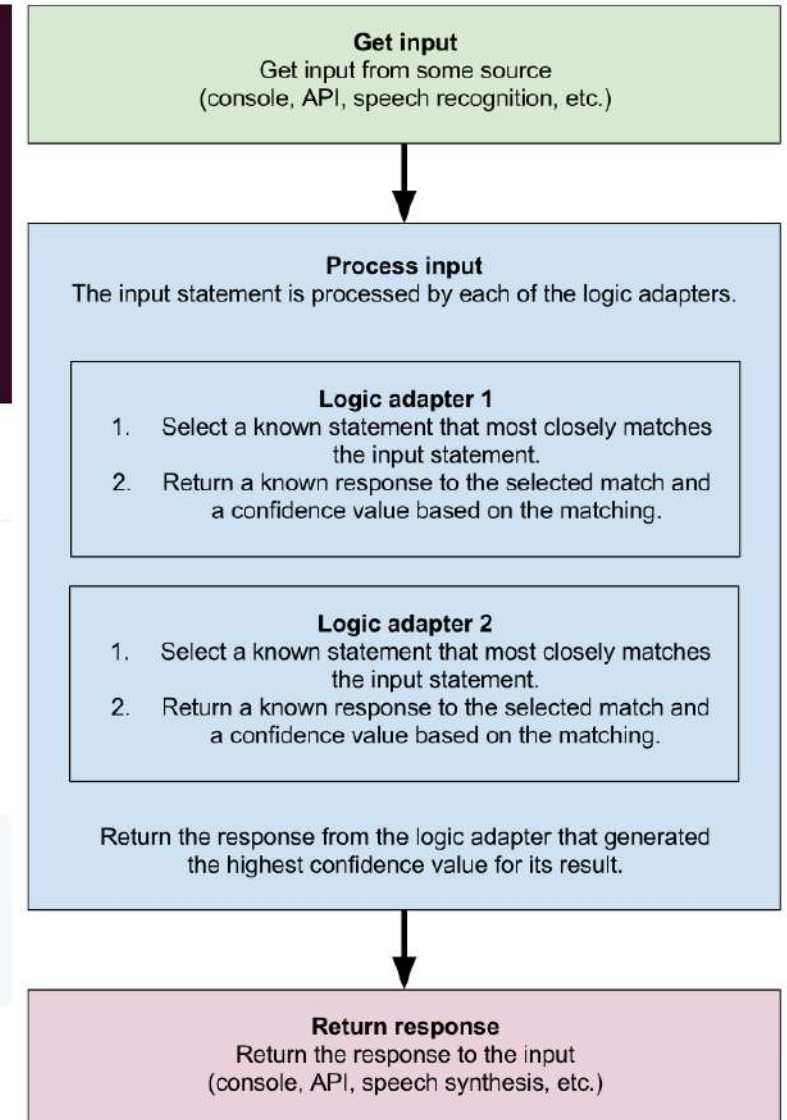 Get input
Get input from some source
(console, API, speech recognition, etc.)
Process input
The input statement is processed by each of the logic adapters.
Logic adapter 1
1. Select a known statement that most closely matches
the input statement.
2. Return a known response to the selected match and
a confidence value based on the matching.
Logic adapter 2
1. Select a known statement that most closely matches
the input statement.
2. Return a known response to the selected match and
a confidence value based on the matching.
Return the response from the logic adapter that generated
the highest confidence value for its result.
Return response
Return the response to the input
(console, API, speech synthesis, etc.)